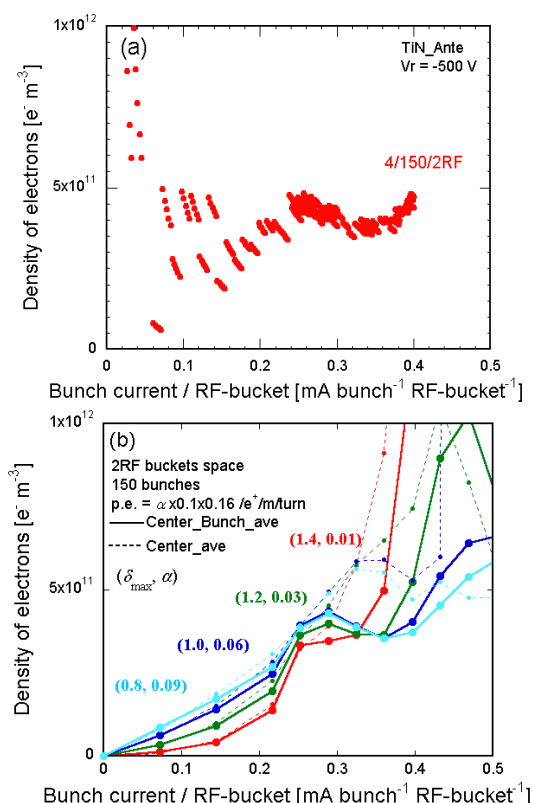 1x10¹²
(a)
TiN_Ante
Vr = -500 V
4/150/2RF
5x10¹¹
0
Density of electrons [e⁻ m⁻³]
0 0.1 0.2 0.3 0.4 0.5
Bunch current / RF-bucket [mA bunch⁻¹ RF-bucket⁻¹]
1x10¹²
(b)
2RF buckets space
150 bunches
p.e. = αx0.1x0.16 /e⁺/m/turn
Center_Bunch_ave
Center_ave
(δmax, α)
(1.4, 0.01)
(1.2, 0.03)
(1.0, 0.06)
(0.8, 0.09)
5x10¹¹
0
Density of electrons [e⁻ m⁻³]
0 0.1 0.2 0.3 0.4 0.5
Bunch current / RF-bucket [mA bunch⁻¹ RF-bucket⁻¹]